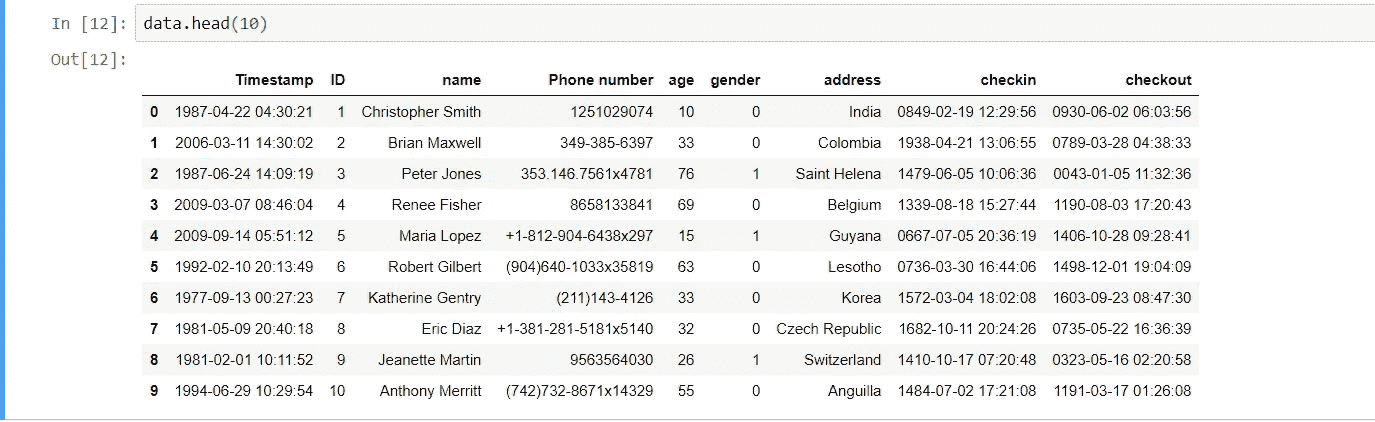 In [12]: data.head(10)
Out[12]:
Timestamp ID name Phone number age gender address checkin checkout
0 1987-04-22 04:30:21 1 Christopher Smith 1251029074 10 0 India 0849-02-19 12:29:56 0930-06-02 06:03:56
1 2006-03-11 14:30:02 2 Brian Maxwell 349-385-6397 33 0 Colombia 1938-04-21 13:06:55 0789-03-28 04:38:33
2 1987-06-24 14:09:19 3 Peter Jones 353.146.7561x4781 76 1 Saint Helena 1479-06-05 10:06:36 0043-01-05 11:32:36
3 2009-03-07 08:46:04 4 Renee Fisher 8658133841 69 0 Belgium 1339-08-18 15:27:44 1190-08-03 17:20:43
4 2009-09-14 05:51:12 5 Maria Lopez +1-812-904-6438x297 15 1 Guyana 0667-07-05 20:36:19 1406-10-28 09:28:41
5 1992-02-10 20:13:49 6 Robert Gilbert (904)640-1033x35819 63 0 Lesotho 0736-03-30 16:44:06 1498-12-01 19:04:09
6 1977-09-13 00:27:23 7 Katherine Gentry (211)143-4126 33 0 Korea 1572-03-04 18:02:08 1603-09-23 08:47:30
7 1981-05-09 20:40:18 8 Eric Diaz +1-381-281-5181x5140 32 0 Czech Republic 1682-10-11 20:24:26 0735-05-22 16:36:39
8 1981-02-01 10:11:52 9 Jeanette Martin 9563564030 26 1 Switzerland 1410-10-17 07:20:48 0323-05-16 02:20:58
9 1994-06-29 10:29:54 10 Anthony Merritt (742)732-8671x14329 55 0 Anguilla 1484-07-02 17:21:08 1191-03-17 01:26:08